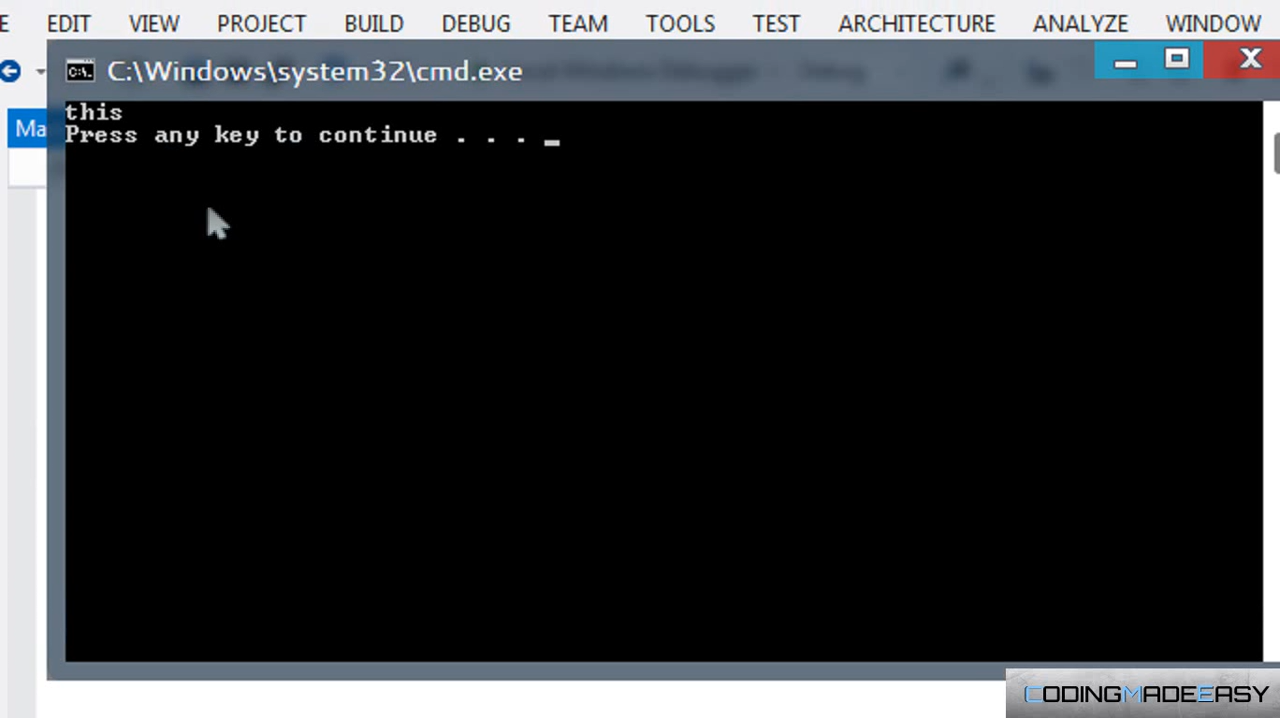 E EDIT VIEW PROJECT BUILD DEBUG TEAM TOOLS TEST ARCHITECTURE ANALYZE WINDOW
C:\Windows\system32\cmd.exe
Ma
this
Press any key to continue . . .
CODINGMADEEASY